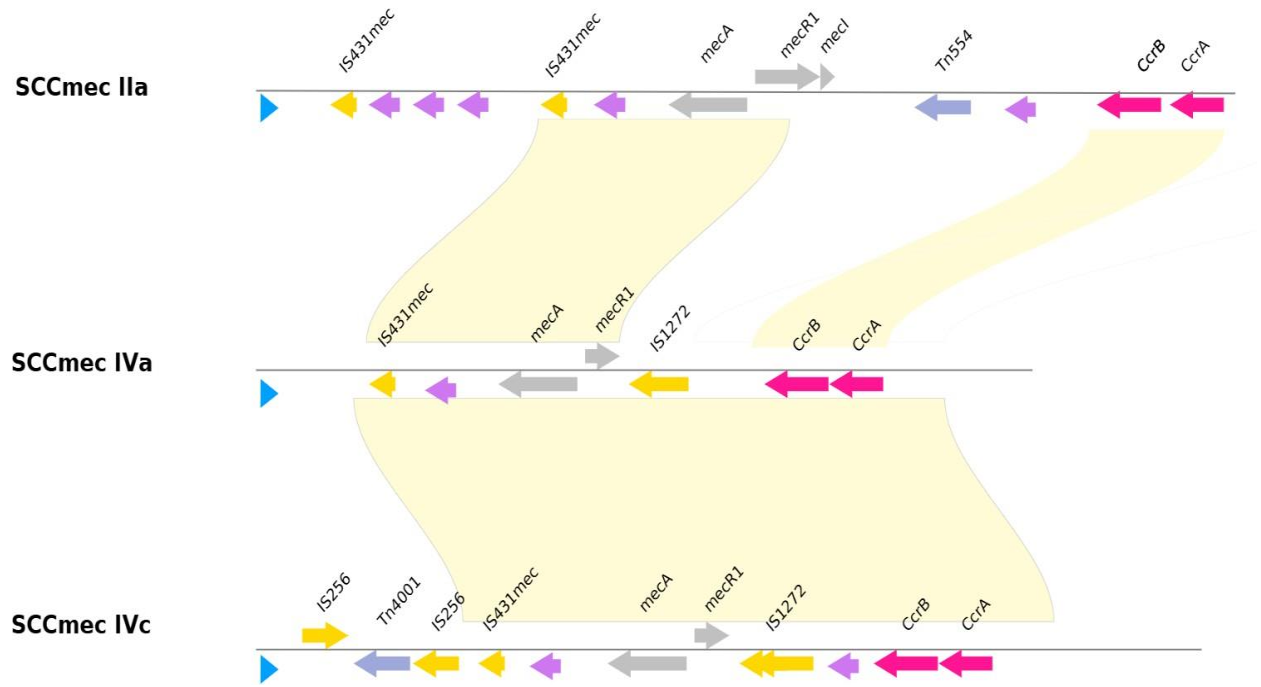 IS431mec IS431mec mecA mecR1 mecI Tn554 CcrB CcrA
SCCmec IIa
IS431mec mecA mecR1 IS1272 CcrB CcrA
SCCmec IVa
IS256 Tn4001 IS256 IS431mec mecA mecR1 IS1272 CcrB CcrA
SCCmec IVc